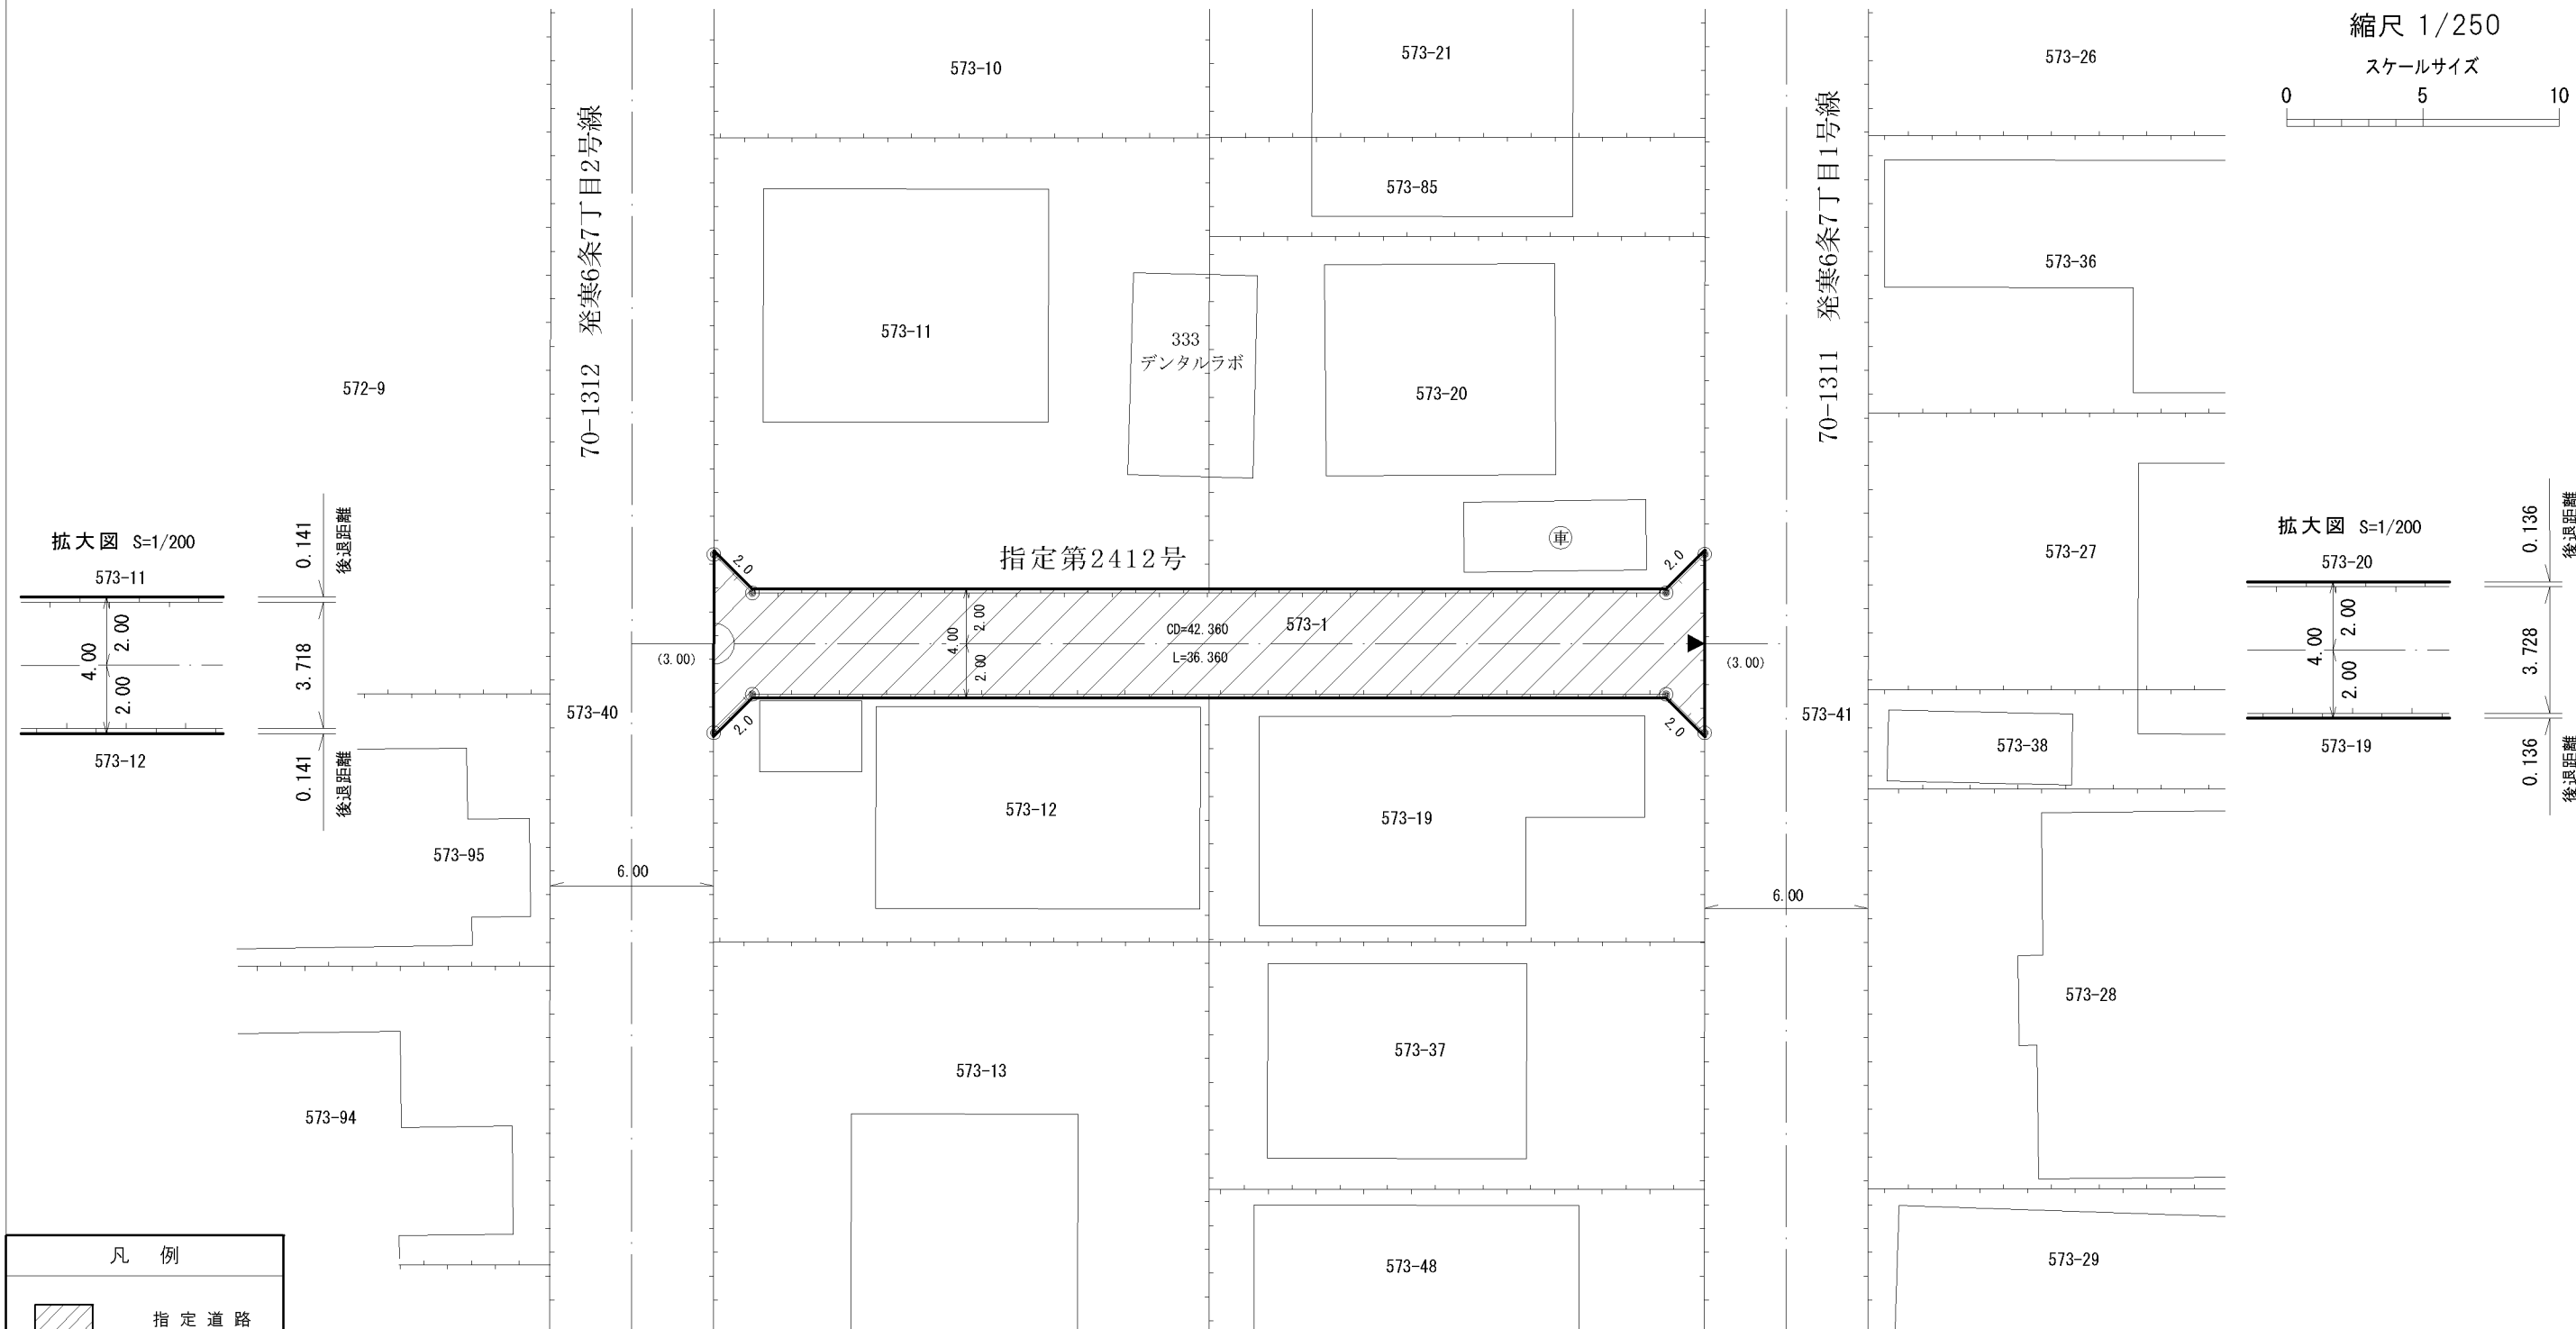 縮尺 1/250
スケールサイズ
0 5 10
573-10
573-21
573-26
573-85
70-1312 発寒6条7丁目2号線
70-1311 発寒6条7丁目1号線
573-36
573-11
333
デンタルラボ
573-20
572-9
車
573-27
指定第2412号
2.0
2.0
2.0
2.0
573-1
CD=42.360
L=36.360
4.00
2.00
2.00
(3.00)
(3.00)
573-40
573-41
573-38
573-12
573-19
573-95
6.00
6.00
573-28
573-37
573-13
573-94
573-48
573-29
拡大図 S=1/200
573-11
4.00
2.00
2.00
573-12
0.141
後退距離
3.718
0.141
後退距離
拡大図 S=1/200
573-20
4.00
2.00
2.00
573-19
0.136
後退距離
3.728
0.136
後退距離
凡 例
指 定 道 路